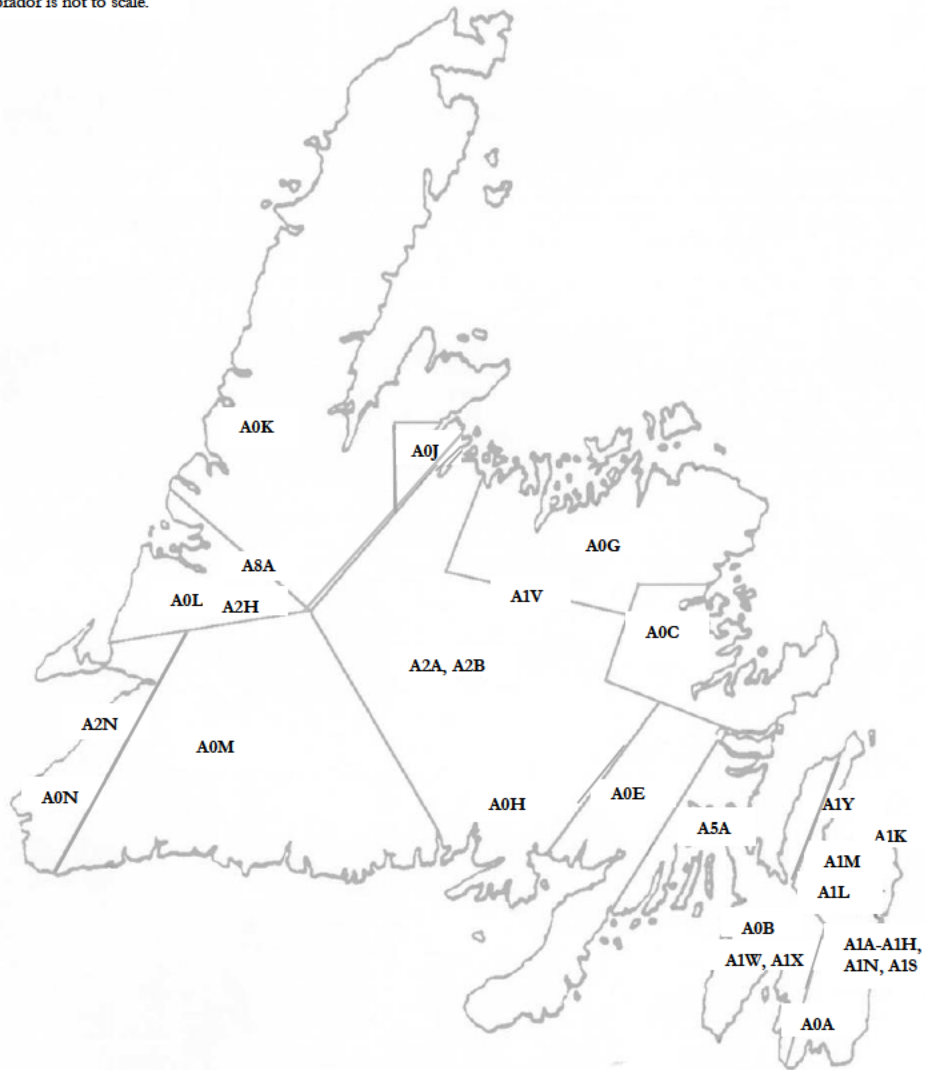 rador is not to scale.
A0K
A0J
A0G
A8A
A1V
A0L
A2H
A0C
A2A, A2B
A2N
A0M
A0N
A0H
A0E
A1Y
A5A
A1K
A1M
A1L
A0B
A1A-A1H,
A1N, A1S
A1W, A1X
A0A